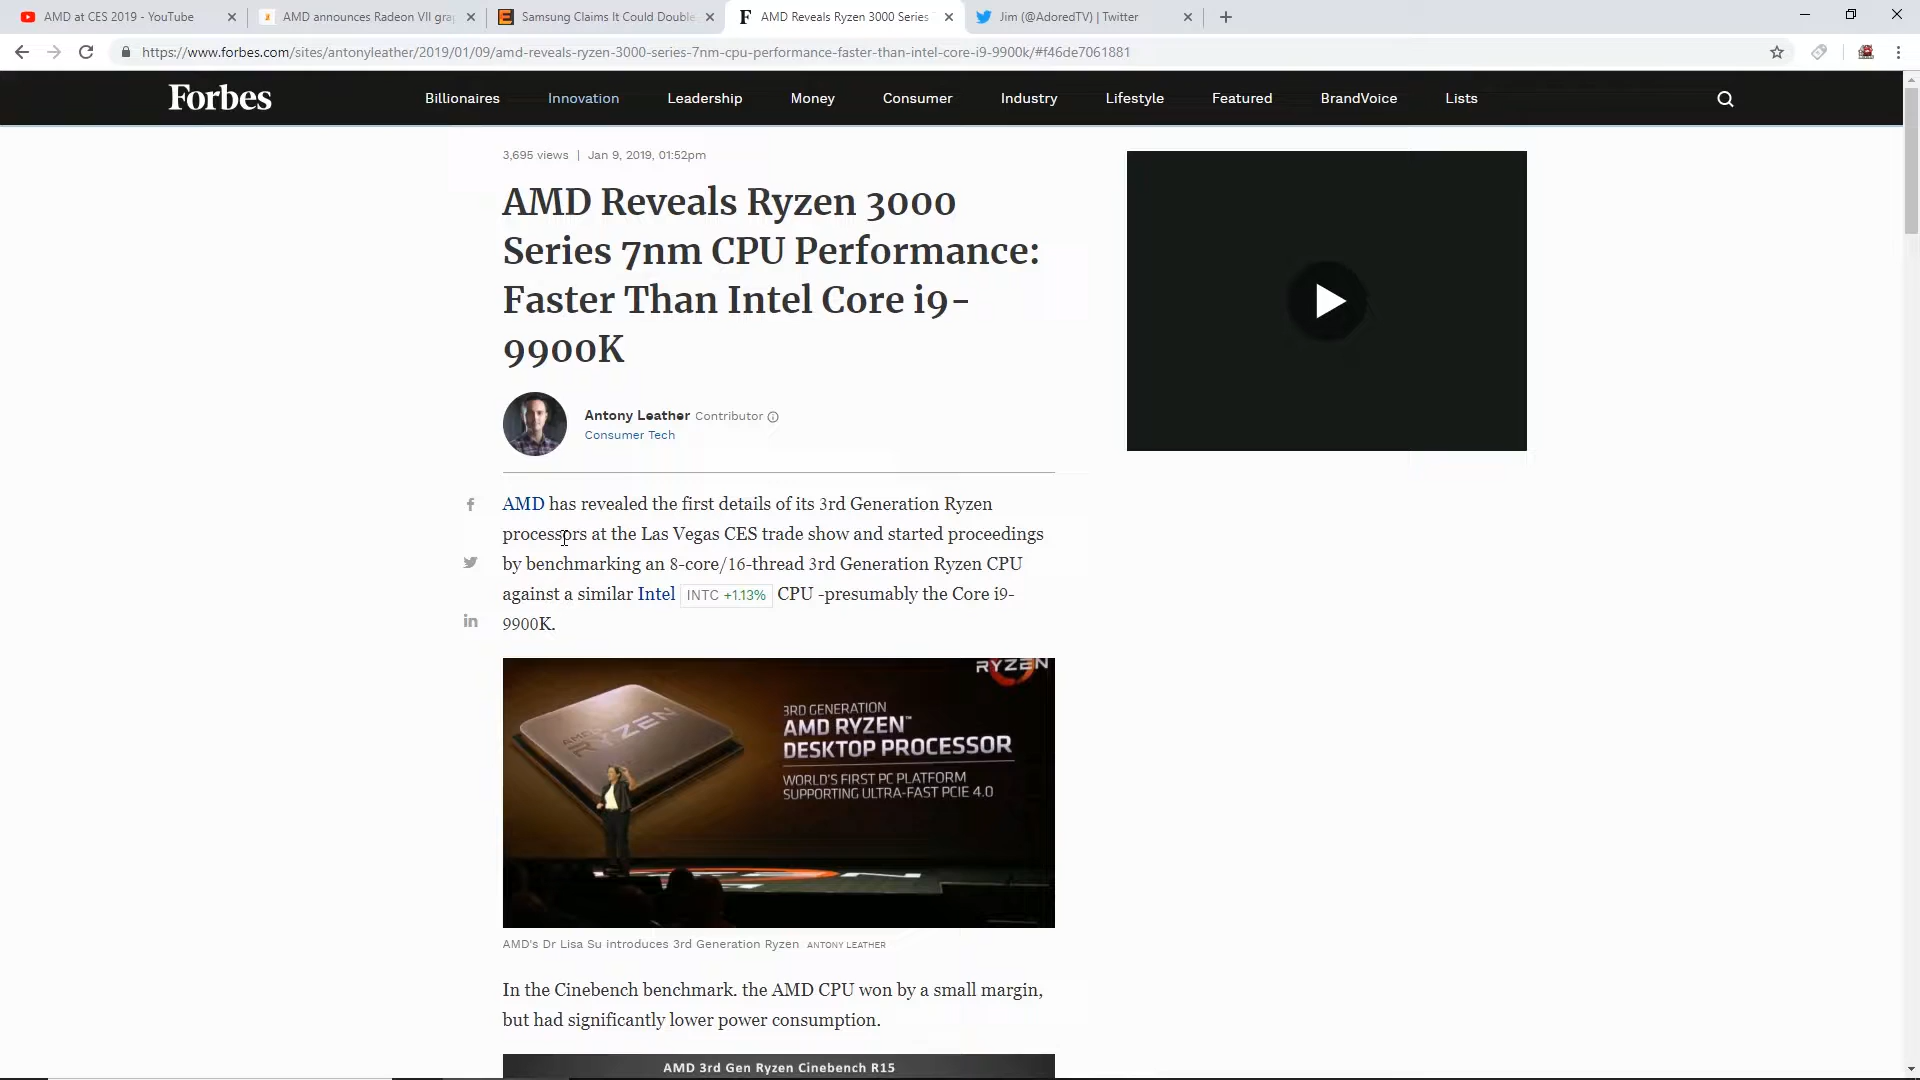 AMD at CES 2019 - YouTube
AMD announces Radeon VII gra
Samsung Claims It Could Double
AMD Reveals Ryzen 3000 Series
Jim (@AdoredTV) | Twitter
https://www.forbes.com/sites/antonyleather/2019/01/09/amd-reveals-ryzen-3000-series-7nm-cpu-performance-faster-than-intel-core-i9-9900k/#f46de7061881
Forbes
Billionaires
Innovation
Leadership
Money
Consumer
Industry
Lifestyle
Featured
BrandVoice
Lists
3,695 views | Jan 9, 2019, 01:52pm
AMD Reveals Ryzen 3000
Series 7nm CPU Performance:
Faster Than Intel Core i9-
9900K
Antony Leather Contributor
Consumer Tech
AMD has revealed the first details of its 3rd Generation Ryzen
processors at the Las Vegas CES trade show and started proceedings
by benchmarking an 8-core/16-thread 3rd Generation Ryzen CPU
against a similar Intel INTC +1.13% CPU -presumably the Core i9-
9900K.
RYZEN
AMD RYZEN
3RD GENERATION
AMD RYZEN™
DESKTOP PROCESSOR
WORLD'S FIRST PC PLATFORM
SUPPORTING ULTRA-FAST PCIE 4.0
AMD's Dr Lisa Su introduces 3rd Generation Ryzen ANTONY LEATHER
In the Cinebench benchmark. the AMD CPU won by a small margin,
but had significantly lower power consumption.
AMD 3rd Gen Ryzen Cinebench R15